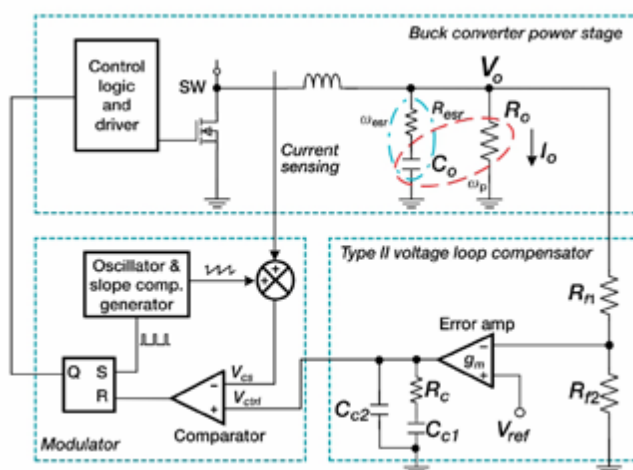 Buck converter power stage
Control
logic
and
driver
SW
Current
sensing
ωesr
Resr
Co
ωp
Vo
Ro
Io
Oscillator &
slope comp.
generator
+
+
Q
S
R
Vcs
Vctrl
−
+
Comparator
Modulator
Type II voltage loop compensator
Error amp
gm
−
+
Rf1
Rf2
Rc
Cc2
Cc1
Vref